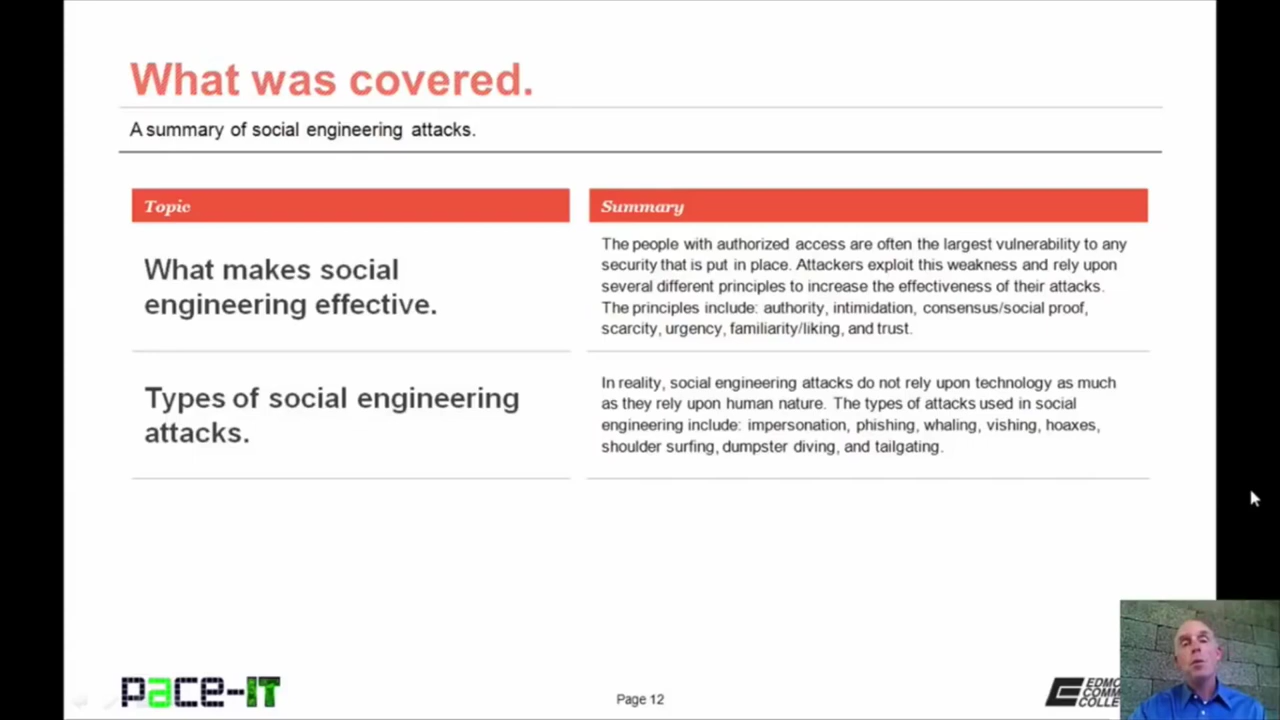 What was covered.
A summary of social engineering attacks.
Topic
Summary
What makes social
engineering effective.
The people with authorized access are often the largest vulnerability to any
security that is put in place. Attackers exploit this weakness and rely upon
several different principles to increase the effectiveness of their attacks.
The principles include: authority, intimidation, consensus/social proof,
scarcity, urgency, familiarity/liking, and trust.
Types of social engineering
attacks.
In reality, social engineering attacks do not rely upon technology as much
as they rely upon human nature. The types of attacks used in social
engineering include: impersonation, phishing, whaling, vishing, hoaxes,
shoulder surfing, dumpster diving, and tailgating.
pace-IT
Page 12